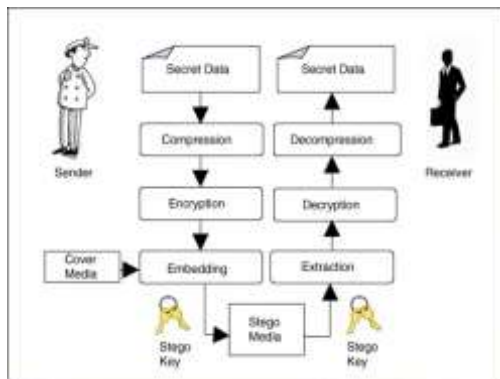 Secret Data
Secret Data
Compression
Decompression
Sender
Receiver
Encryption
Decryption
Cover
Media
Embedding
Extraction
Stego
Key
Stego
Media
Stego
Key